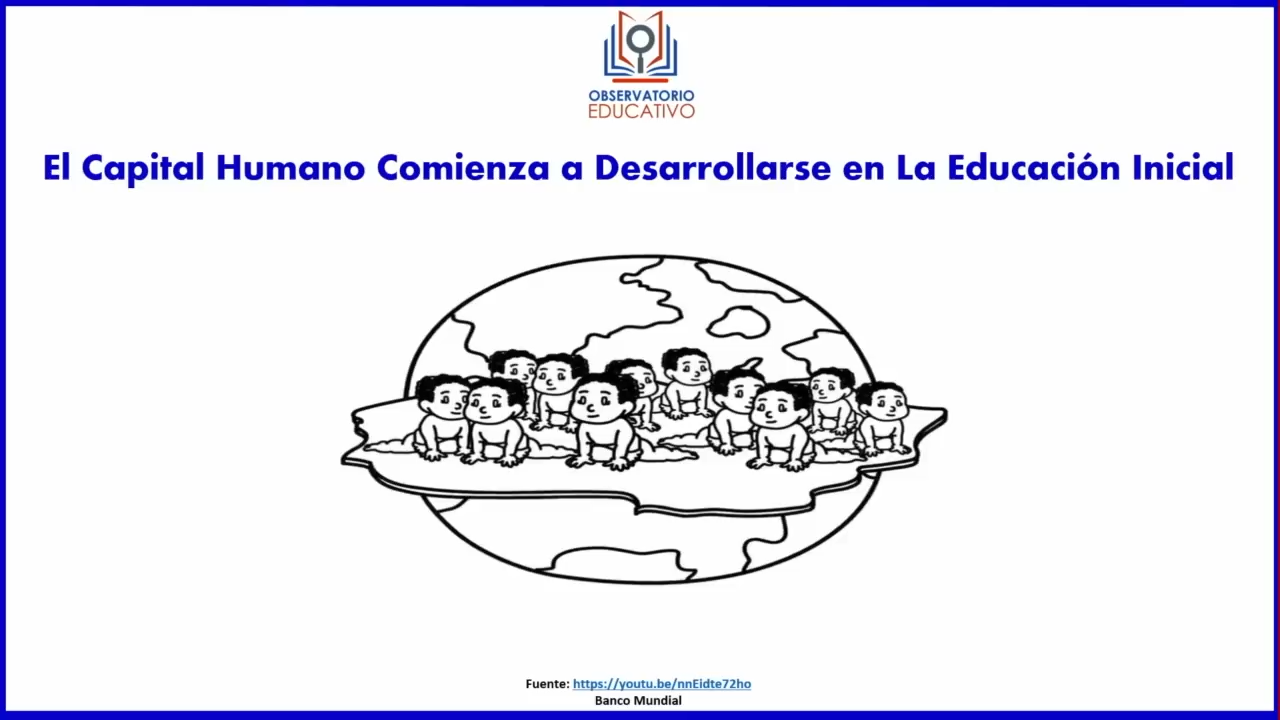 OBSERVATORIO
EDUCATIVO
El Capital Humano Comienza a Desarrollarse en La Educación Inicial
Fuente: https://youtu.be/nnEidte72ho
Banco Mundial